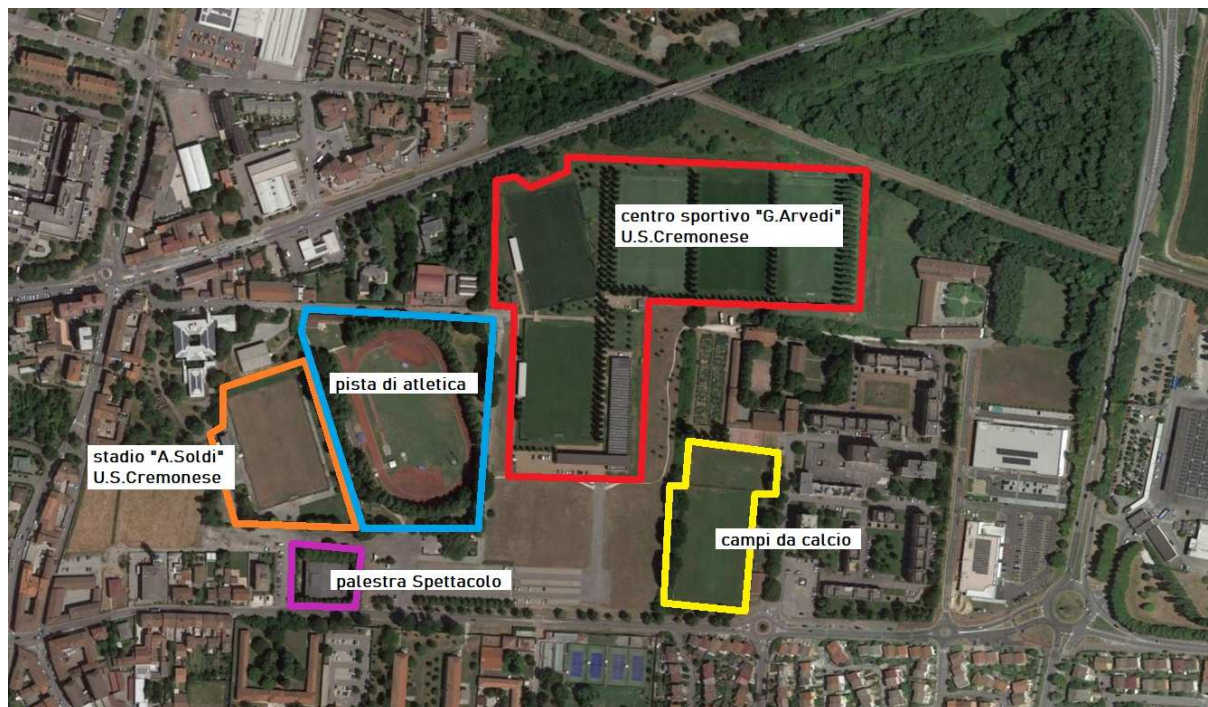 centro sportivo "G.Arvedi"
U.S.Cremonese
pista di atletica
stadio "A.Soldi"
U.S.Cremonese
campi da calcio
palestra Spettacolo